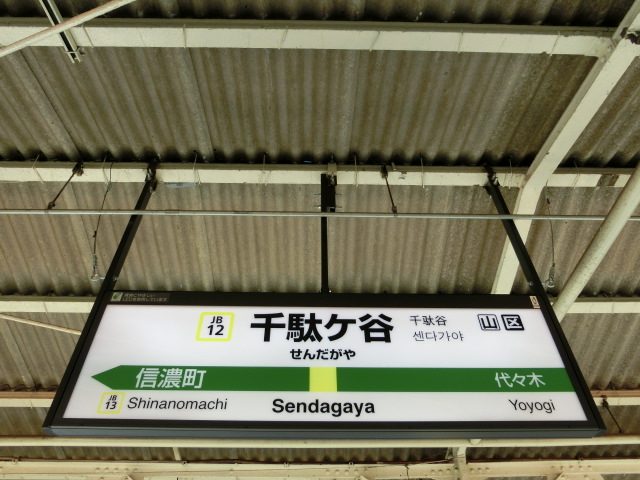 JB
12
千駄ケ谷
せんだがや
千驮谷
센다가야
山 区
信濃町
代々木
JB
13
Shinanomachi
Sendagaya
Yoyogi